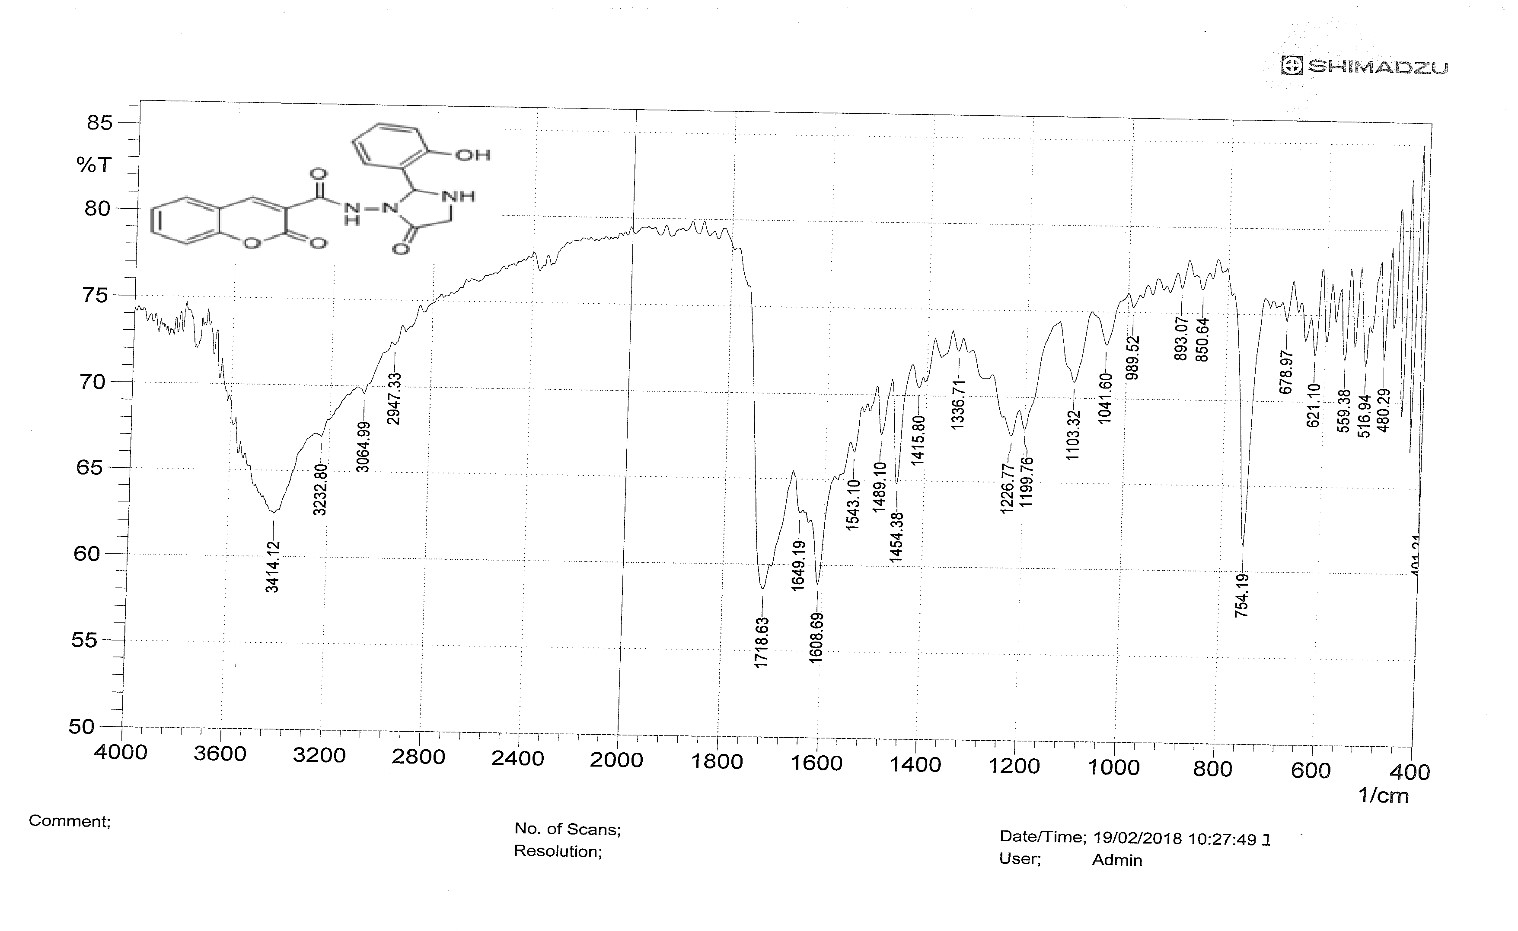 SHIMADZU
85
%T
80
75
70
65
60
55
50
OH
O
NH
N
N
H
O
O
O
3414.12
3232.80
3064.99
2947.33
1718.63
1649.19
1608.69
1543.10
1489.10
1454.38
1415.80
1336.71
1226.77
1199.76
1103.32
1041.60
989.52
893.07
850.64
754.19
678.97
621.10
559.38
516.94
480.29
4000 3600 3200 2800 2400 2000 1800 1600 1400 1200 1000 800 600 400
1/cm
Comment;
No. of Scans;
Resolution;
Date/Time; 19/02/2018 10:27:49 1
User; Admin